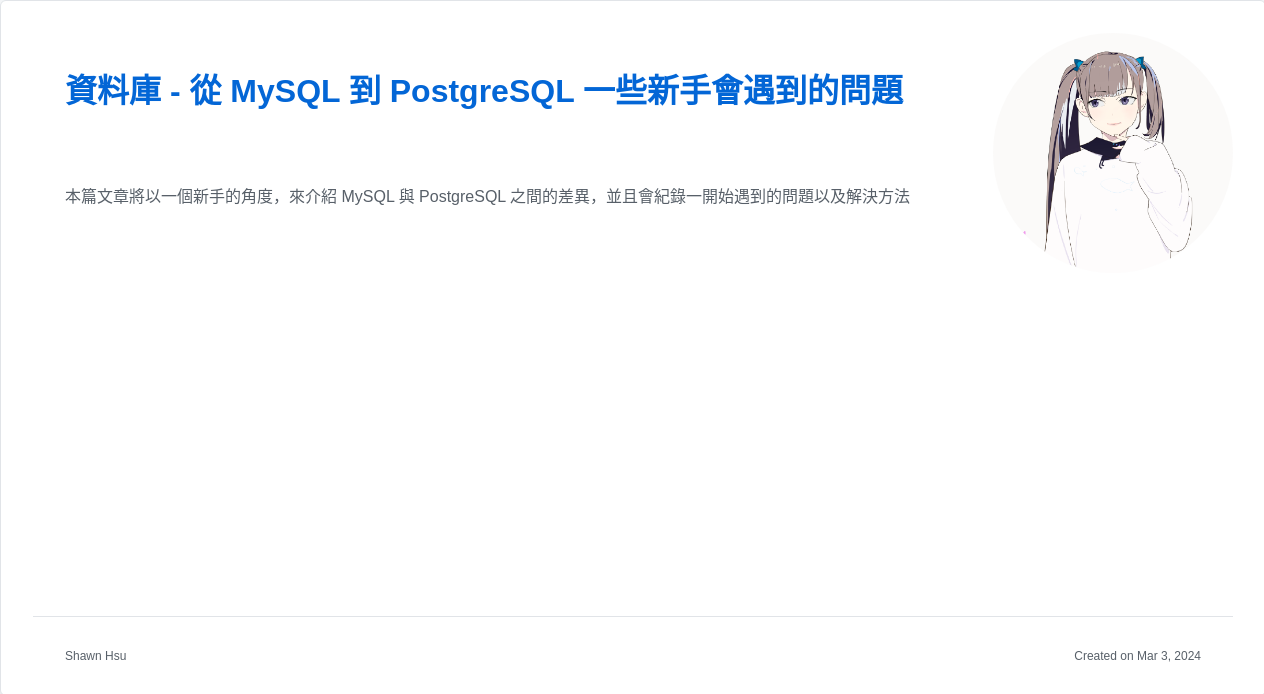 資料庫 - 從 MySQL 到 PostgreSQL 一些新手會遇到的問題
本篇文章將以一個新手的角度，來介紹 MySQL 與 PostgreSQL 之間的差異，並且會紀錄一開始遇到的問題以及解決方法
Shawn Hsu
Created on Mar 3, 2024